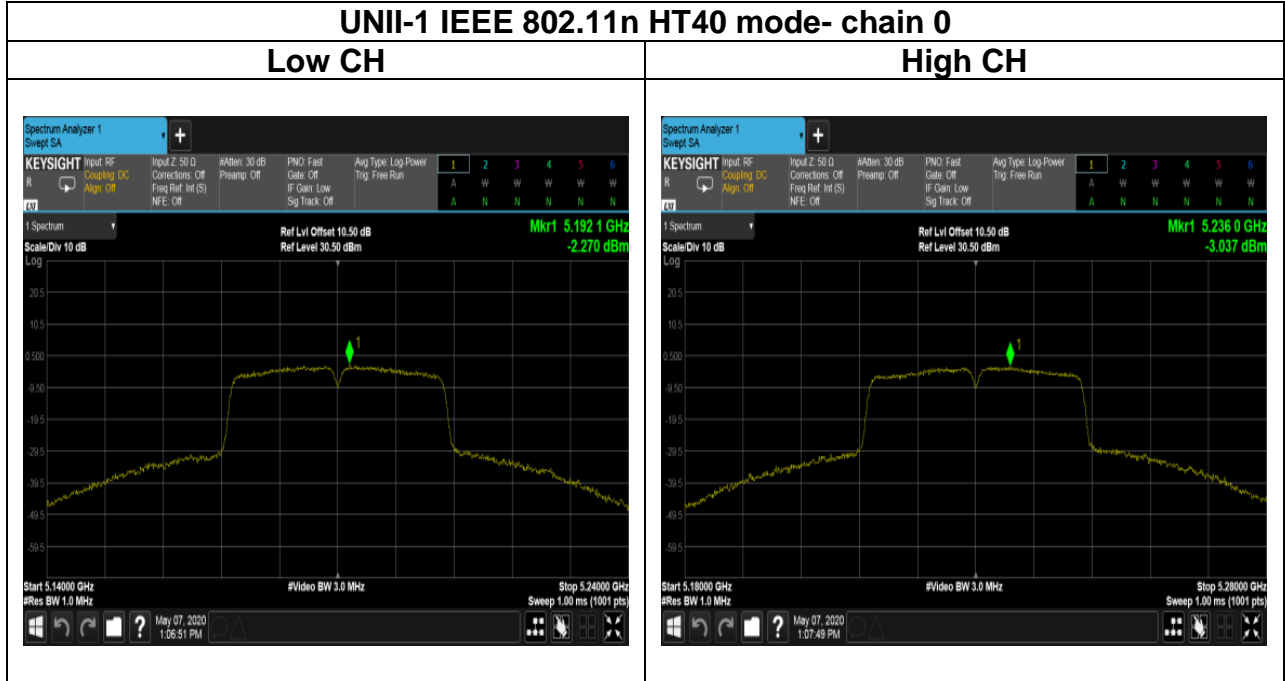 UNII-1 IEEE 802.11n HT40 mode- chain 0
Low CH
High CH
Spectrum Analyzer 1
Swept SA
+
KEYSIGHT Input: RF Input Z: 50 Ω #Atten: 30 dB PNO: Fast Avg Type: Log-Power 1 2 3 4 5 6
R Coupling: DC Corrections: Off Preamp: Off Gate: Off Trig: Free Run
Align: Off Freq Ref: Int (S) IF Gain: Low A W W W W W
LXI NFE: Off Sig Track: Off A N N N N N
1 Spectrum Ref Lvl Offset 10.50 dB Mkr1 5.192 1 GHz
Scale/Div 10 dB Ref Level 30.50 dBm -2.270 dBm
Log
20.5
10.5
1
0.500
-9.50
-19.5
-29.5
-39.5
-49.5
-59.5
Start 5.14000 GHz #Video BW 3.0 MHz Stop 5.24000 GHz
#Res BW 1.0 MHz Sweep 1.00 ms (1001 pts)
? May 07, 2020
1:06:51 PM
Spectrum Analyzer 1
Swept SA
+
KEYSIGHT Input: RF Input Z: 50 Ω #Atten: 30 dB PNO: Fast Avg Type: Log-Power 1 2 3 4 5 6
R Coupling: DC Corrections: Off Preamp: Off Gate: Off Trig: Free Run
Align: Off Freq Ref: Int (S) IF Gain: Low A W W W W W
LXI NFE: Off Sig Track: Off A N N N N N
1 Spectrum Ref Lvl Offset 10.50 dB Mkr1 5.236 0 GHz
Scale/Div 10 dB Ref Level 30.50 dBm -3.037 dBm
Log
20.5
10.5
1
0.500
-9.50
-19.5
-29.5
-39.5
-49.5
-59.5
Start 5.18000 GHz #Video BW 3.0 MHz Stop 5.28000 GHz
#Res BW 1.0 MHz Sweep 1.00 ms (1001 pts)
? May 07, 2020
1:07:49 PM